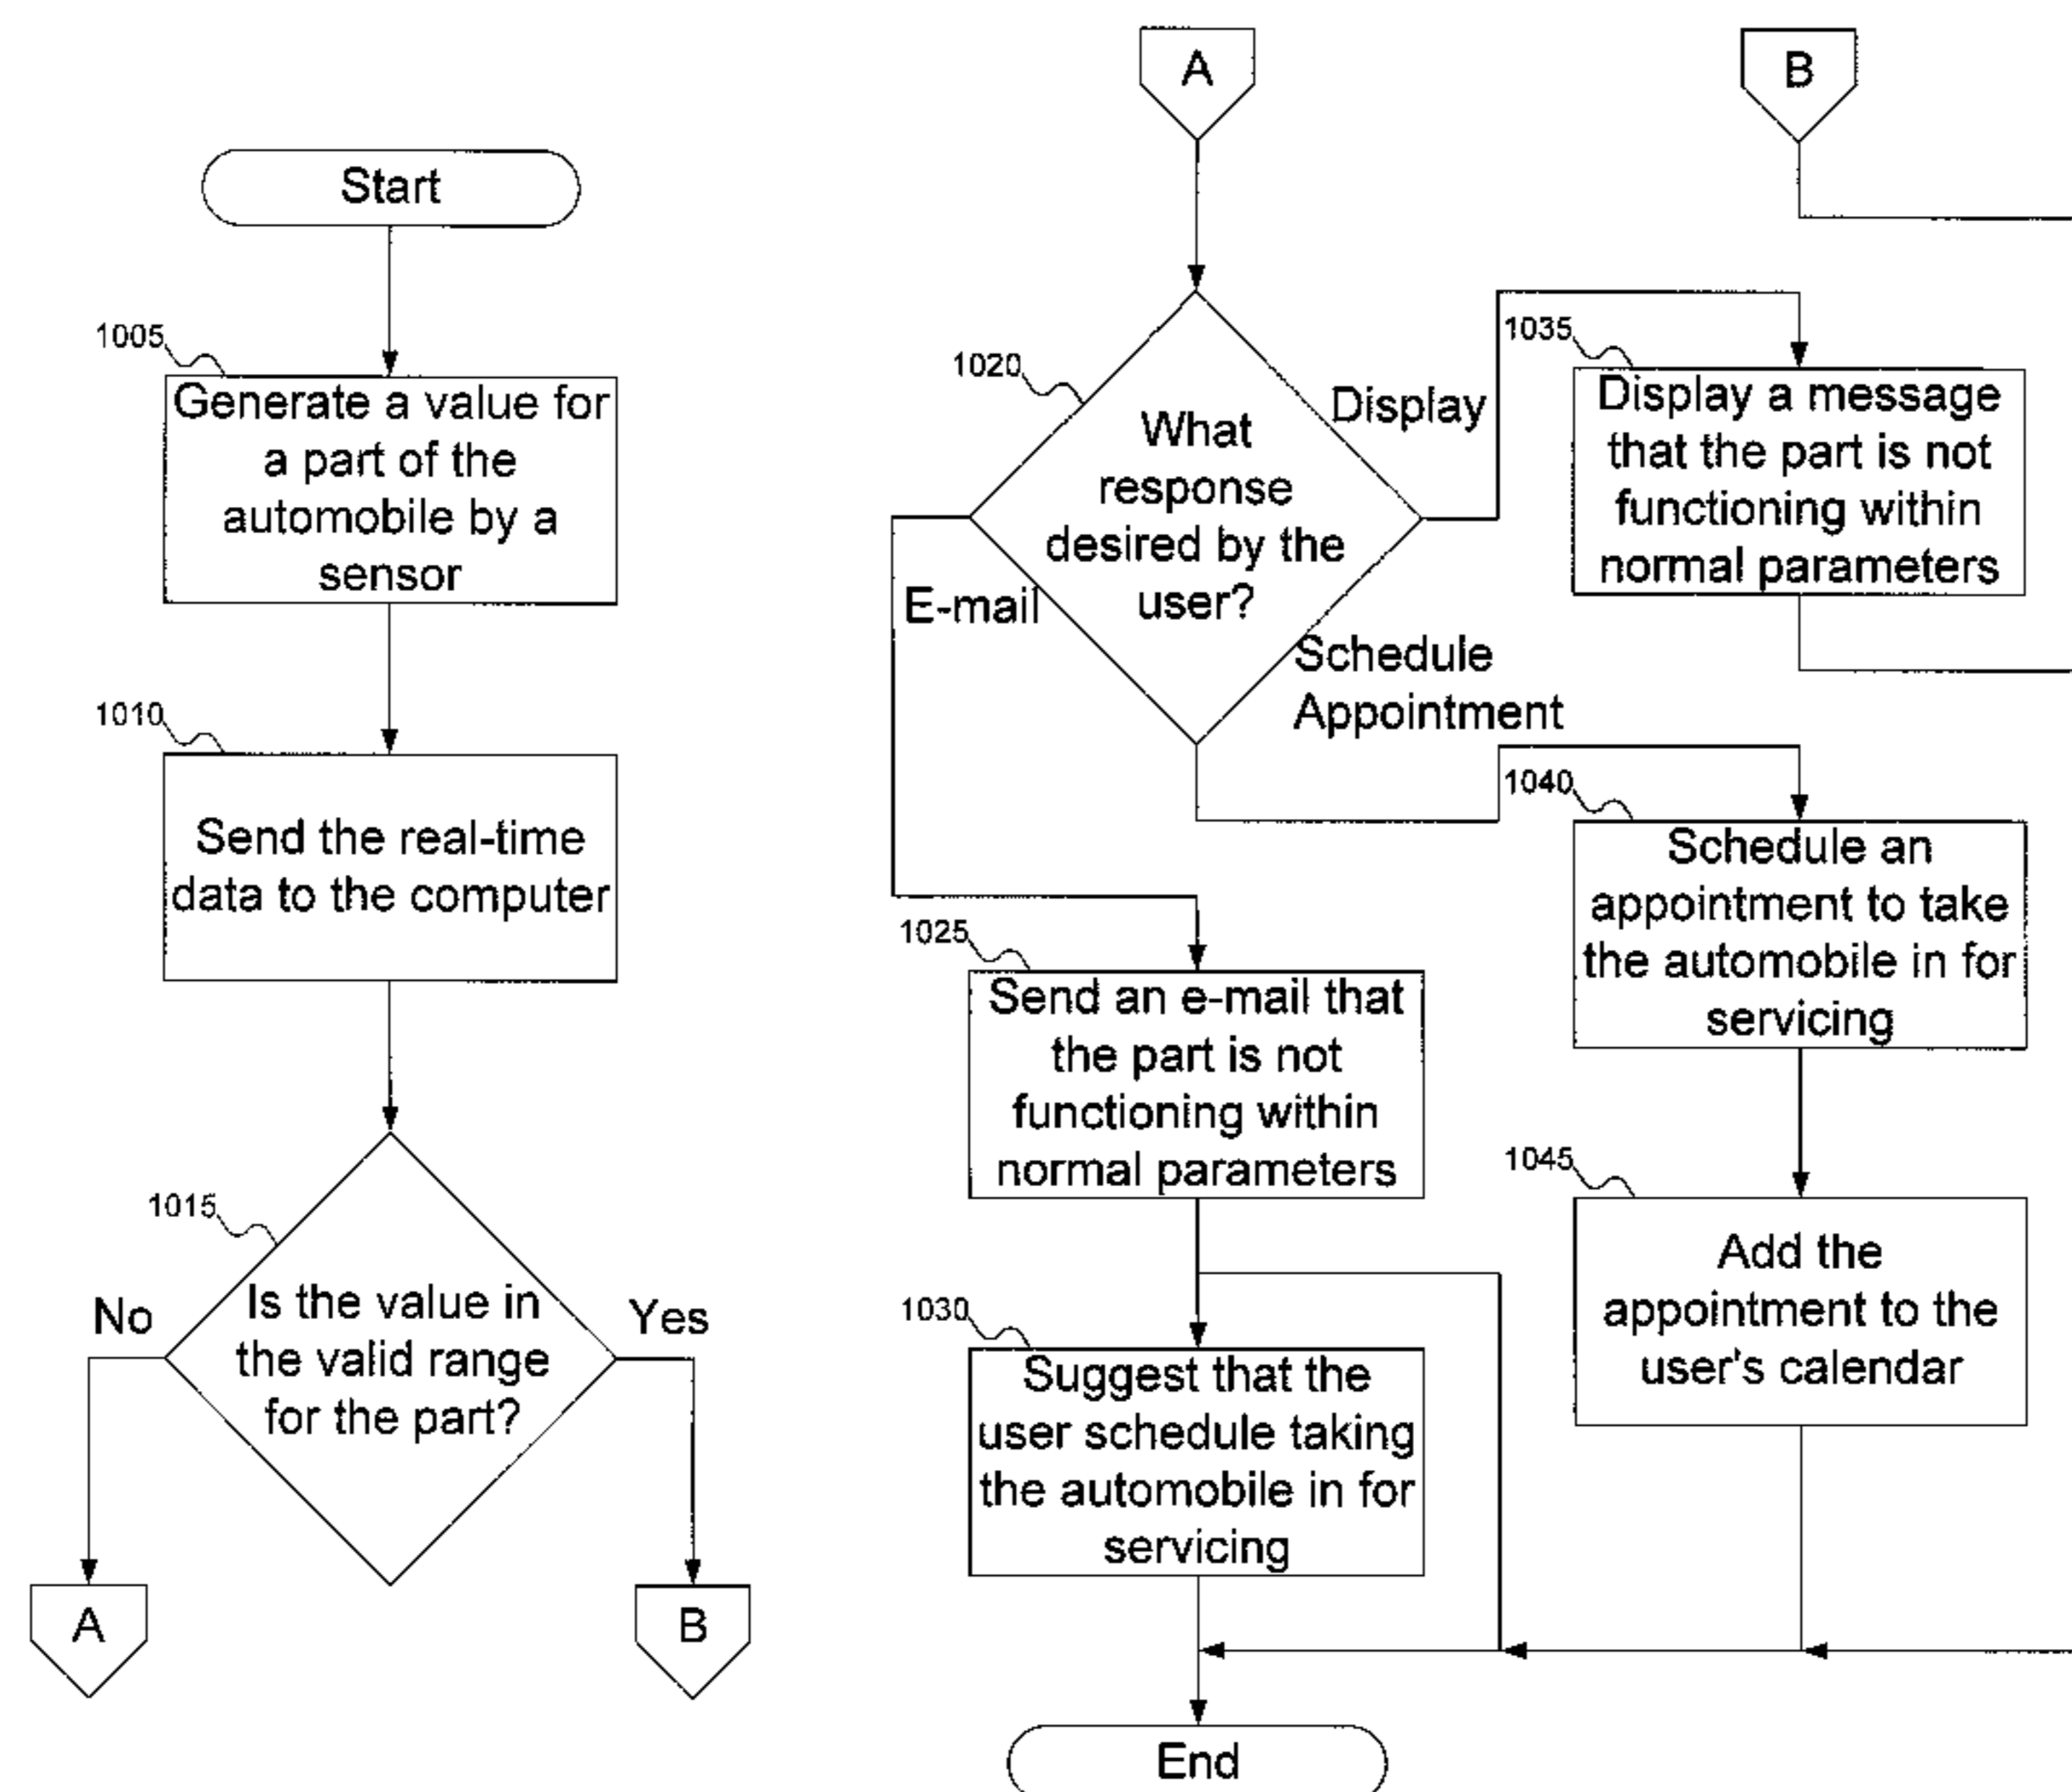 Start
1005
Generate a value for
a part of the
automobile by a
sensor
1010
Send the real-time
data to the computer
1015
Is the value in
the valid range
for the part?
No
Yes
A
B
A
B
1020
What
response
desired by the
user?
Display
E-mail
Schedule
Appointment
1035
Display a message
that the part is not
functioning within
normal parameters
1040
Schedule an
appointment to take
the automobile in for
servicing
1025
Send an e-mail that
the part is not
functioning within
normal parameters
1045
Add the
appointment to the
user's calendar
1030
Suggest that the
user schedule taking
the automobile in for
servicing
End